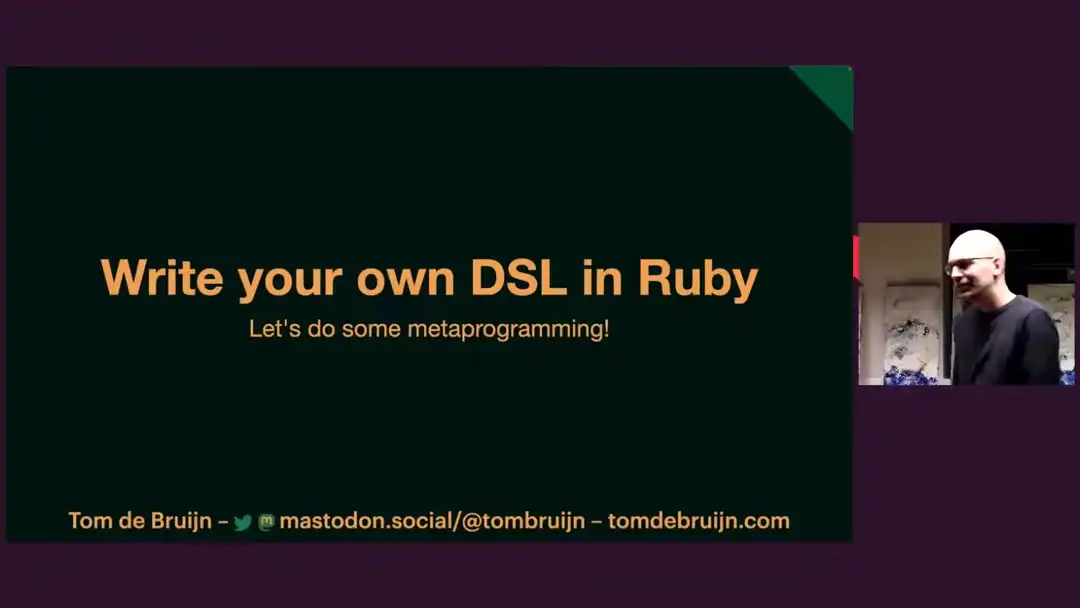 Write your own DSL in Ruby
Let's do some metaprogramming!
Tom de Bruijn – mastodon.social/@tombruijn – tomdebruijn.com